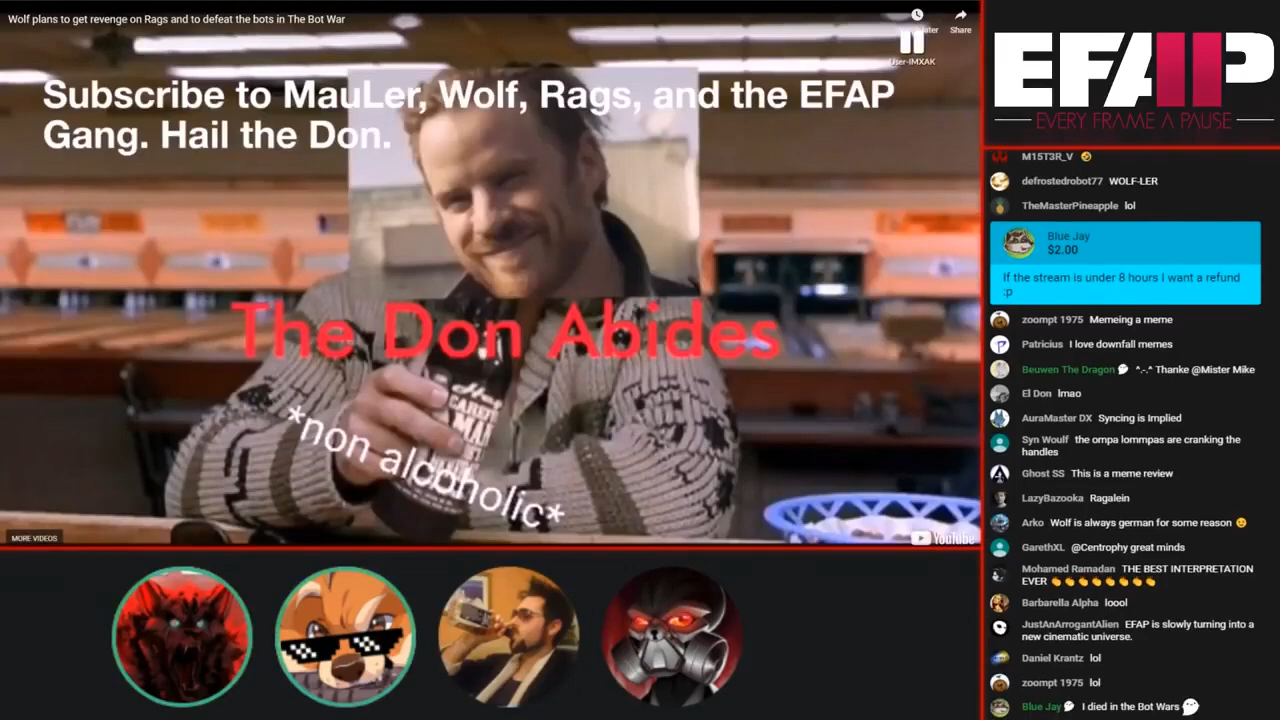 Wolf plans to get revenge on Rags and to defeat the bots in The Bot War
Share
User-IMXAK
Subscribe to MauLer, Wolf, Rags, and the EFAP
Gang. Hail the Don.
The Don Abides
*non alcoholic*
MORE VIDEOS
YouTube
EFAP
EVERY FRAME A PAUSE
M15T3R_V 🤣
defrostedrobot77 WOLF-LER
TheMasterPineapple lol
Blue Jay
$2.00
If the stream is under 8 hours I want a refund
:p
zoompt 1975 Memeing a meme
Patricius I love downfall memes
Beuwen The Dragon ^.-.^ Thanke @Mister Mike
El Don lmao
AuraMaster DX Syncing is Implied
Syn Woulf the ompa lommpas are cranking the
handles
Ghost SS This is a meme review
LazyBazooka Ragalein
Arko Wolf is always german for some reason 😉
GarethXL @Centrophy great minds
Mohamed Ramadan THE BEST INTERPRETATION
EVER 👏👏👏👏👏👏👏👏
Barbarella Alpha loool
JustAnArrogantAlien EFAP is slowly turning into a
new cinematic universe.
Daniel Krantz lol
zoompt 1975 lol
Blue Jay I died in the Bot Wars